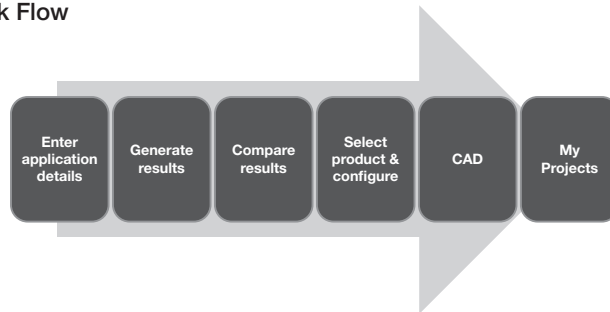 k Flow
Enter
application
details
Generate
results
Compare
results
Select
product &
configure
CAD
My
Projects